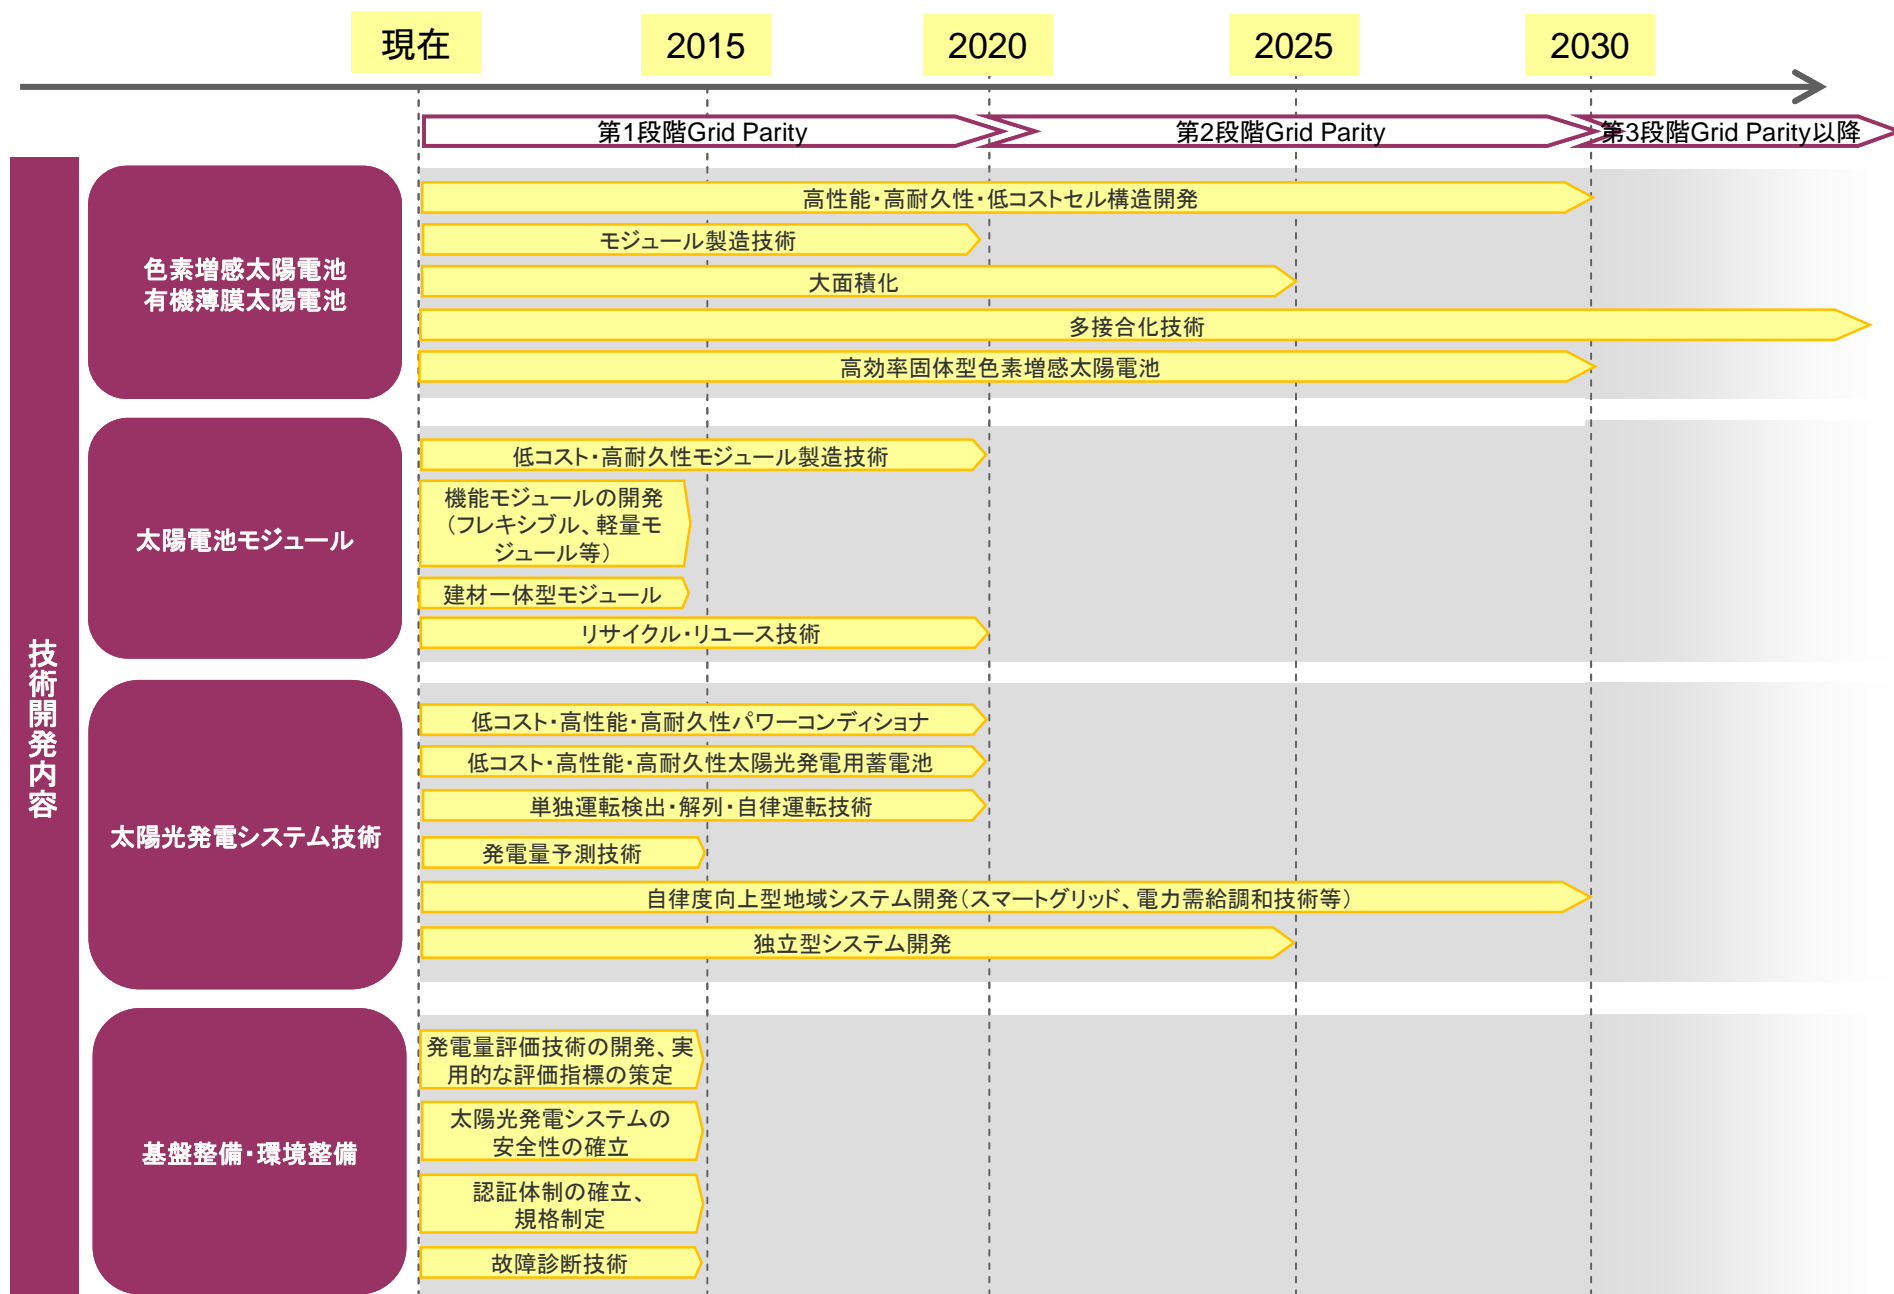 現在
2015
2020
2025
2030
第1段階Grid Parity
第2段階Grid Parity
第3段階Grid Parity以降
技術開発内容
色素増感太陽電池
有機薄膜太陽電池
高性能・高耐久性・低コストセル構造開発
モジュール製造技術
大面積化
多接合化技術
高効率固体型色素増感太陽電池
太陽電池モジュール
低コスト・高耐久性モジュール製造技術
機能モジュールの開発
（フレキシブル、軽量モ
ジュール等）
建材一体型モジュール
リサイクル・リユース技術
太陽光発電システム技術
低コスト・高性能・高耐久性パワーコンディショナ
低コスト・高性能・高耐久性太陽光発電用蓄電池
単独運転検出・解列・自律運転技術
発電量予測技術
自律度向上型地域システム開発（スマートグリッド、電力需給調和技術等）
独立型システム開発
基盤整備・環境整備
発電量評価技術の開発、実
用的な評価指標の策定
太陽光発電システムの
安全性の確立
認証体制の確立、
規格制定
故障診断技術